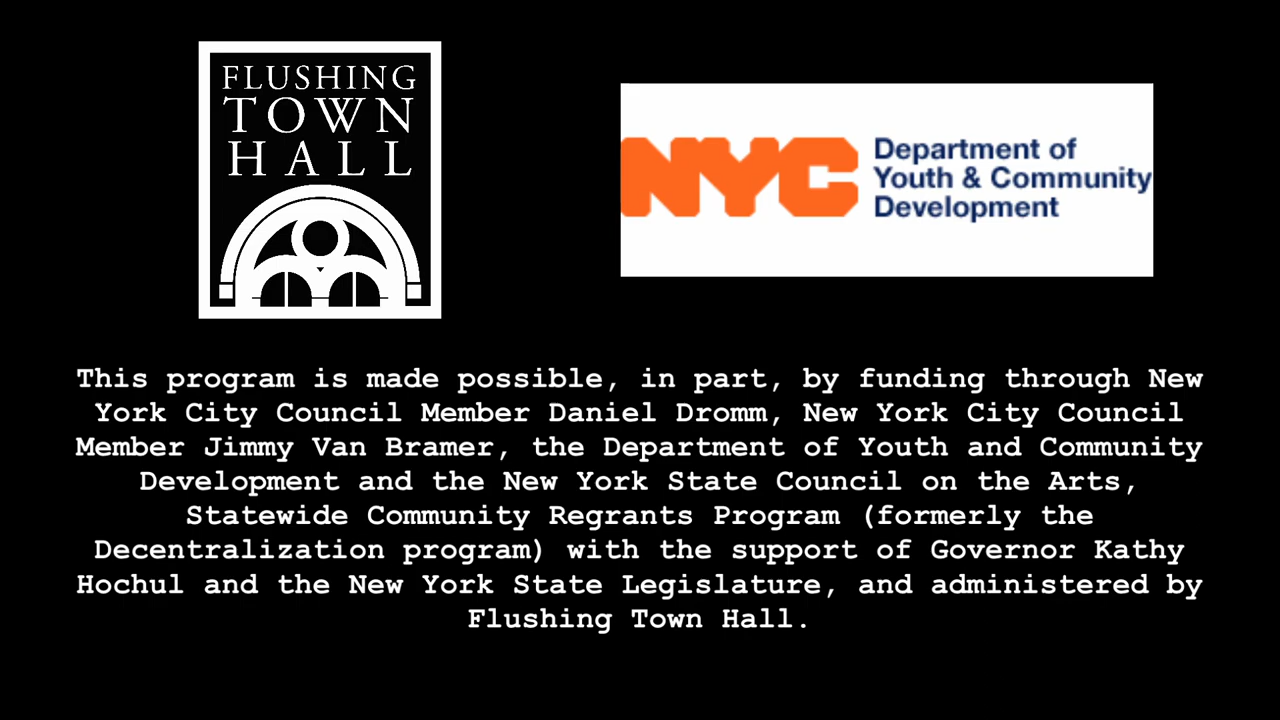 FLUSHING
TOWN
HALL
NYC
Department of
Youth & Community
Development
This program is made possible, in part, by funding through New
York City Council Member Daniel Dromm, New York City Council
Member Jimmy Van Bramer, the Department of Youth and Community
Development and the New York State Council on the Arts,
Statewide Community Regrants Program (formerly the
Decentralization program) with the support of Governor Kathy
Hochul and the New York State Legislature, and administered by
Flushing Town Hall.